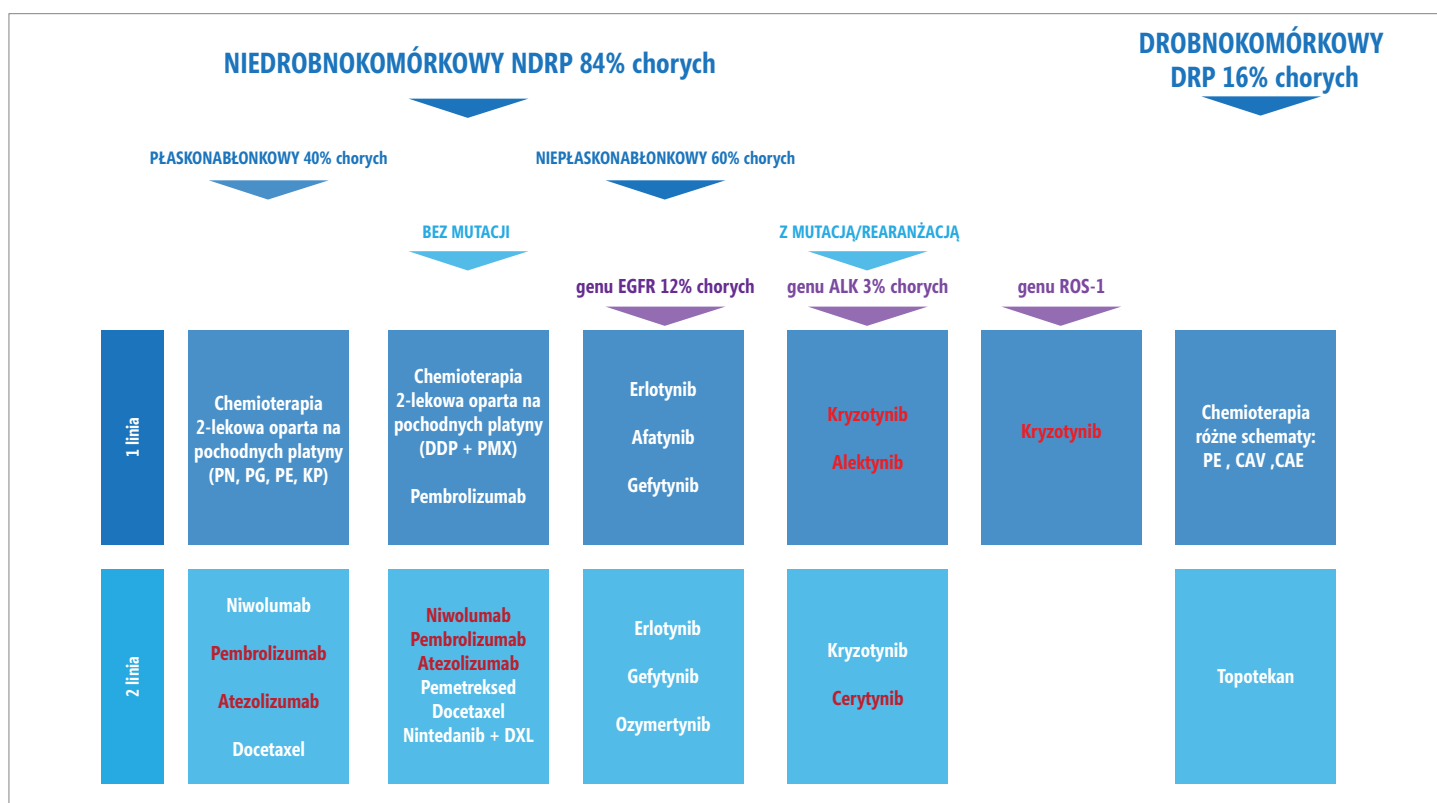 NIEDROBNOKOMÓRKOWY NDRP 84% chorych
DROBNOKOMÓRKOWY
DRP 16% chorych
PŁASKONABŁONKOWY 40% chorych
NIEPŁASKONABŁONKOWY 60% chorych
BEZ MUTACJI
Z MUTACJĄ/REARANŻACJĄ
genu EGFR 12% chorych
genu ALK 3% chorych
genu ROS-1
1 linia
Chemioterapia
2-lekowa oparta na
pochodnych platyny
(PN, PG, PE, KP)
Chemioterapia
2-lekowa oparta na
pochodnych platyny
(DDP + PMX)
Pembrolizumab
Erlotynib
Afatynib
Gefytynib
Kryzotynib
Alektynib
Kryzotynib
Chemioterapia
różne schematy:
PE , CAV ,CAE
2 linia
Niwolumab
Pembrolizumab
Atezolizumab
Docetaxel
Niwolumab
Pembrolizumab
Atezolizumab
Pemetreksed
Docetaxel
Nintedanib + DXL
Erlotynib
Gefytynib
Ozymertynib
Kryzotynib
Cerytynib
Topotekan